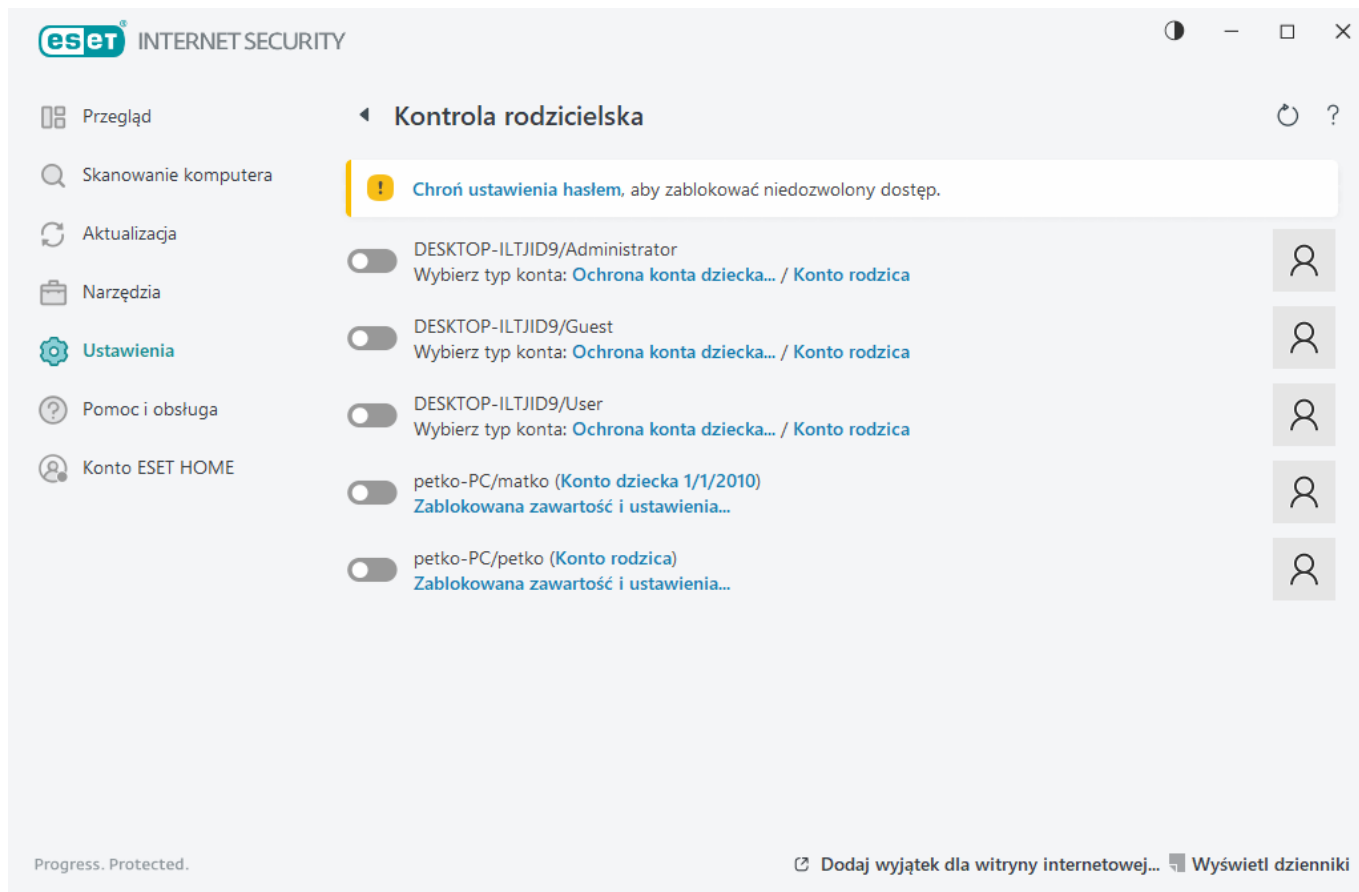 eset® INTERNET SECURITY
Przegląd
Skanowanie komputera
Aktualizacja
Narzędzia
Ustawienia
Pomoc i obsługa
Konto ESET HOME
Kontrola rodzicielska
?
! Chroń ustawienia hasłem, aby zablokować niedozwolony dostęp.
DESKTOP-ILTJID9/Administrator
Wybierz typ konta: Ochrona konta dziecka... / Konto rodzica
DESKTOP-ILTJID9/Guest
Wybierz typ konta: Ochrona konta dziecka... / Konto rodzica
DESKTOP-ILTJID9/User
Wybierz typ konta: Ochrona konta dziecka... / Konto rodzica
petko-PC/matko (Konto dziecka 1/1/2010)
Zablokowana zawartość i ustawienia...
petko-PC/petko (Konto rodzica)
Zablokowana zawartość i ustawienia...
Progress. Protected.
Dodaj wyjątek dla witryny internetowej... Wyświetl dzienniki